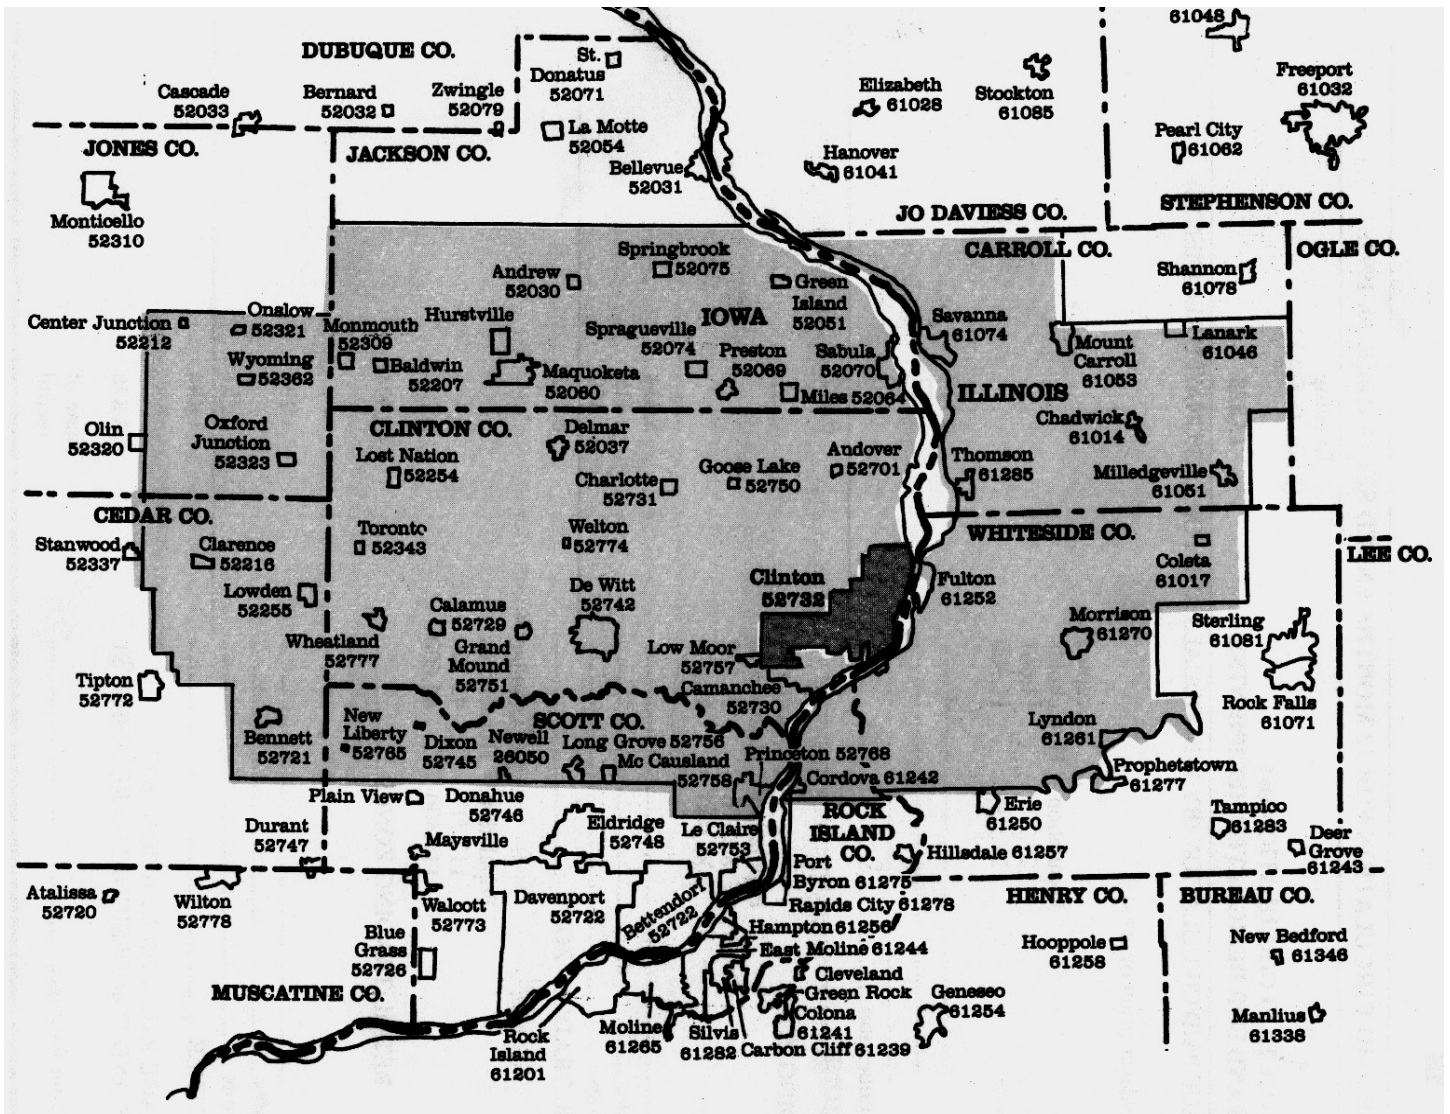 61048
DUBUQUE CO.
St.
Donatus
52071
Cascade
52033
Bernard
52032
Zwingle
52079
Elizabeth
61028
Stockton
61085
Freeport
61032
JONES CO.
JACKSON CO.
La Motte
52054
Pearl City
61062
Bellevue
52031
Hanover
61041
Monticello
52310
JO DAVIESS CO.
STEPHENSON CO.
CARROLL CO.
OGLE CO.
Springbrook
52075
Andrew
52030
Green
Island
52051
Shannon
61078
Center Junction
52212
Onslow
52321
Monmouth
52309
Hurstville
Spragueville
52074
IOWA
Savanna
61074
Lanark
61046
Wyoming
52362
Baldwin
52207
Maquoketa
52060
Preston
52069
Sabula
52070
Mount
Carroll
61053
Miles 52064
ILLINOIS
Olin
52320
Oxford
Junction
52323
CLINTON CO.
Delmar
52037
Chadwick
61014
Lost Nation
52254
Charlotte
52731
Goose Lake
52750
Andover
52701
Thomson
61285
Milledgeville
61051
CEDAR CO.
Stanwood
52337
Clarence
52216
Toronto
52343
Welton
52774
WHITESIDE CO.
Coleta
61017
LEE CO.
Lowden
52255
De Witt
52742
Clinton
52732
Fulton
61252
Wheatland
52777
Calamus
52729
Grand
Mound
52751
Low Moor
52757
Morrison
61270
Sterling
61081
Tipton
52772
Camanchee
52730
Rock Falls
61071
Bennett
52721
New
Liberty
52765
Dixon
52745
Newell
26050
SCOTT CO.
Long Grove 52756
Mc Causland
52758
Princeton 52768
Cordova 61242
Lyndon
61261
Prophetstown
61277
Plain View
Donahue
52746
ROCK
ISLAND
CO.
Erie
61250
Tampico
61283
Durant
52747
Maysville
Eldridge
52748
Le Claire
52753
Hillsdale 61257
Deer
Grove
61243
Atalissa
52720
Wilton
52778
Walcott
52773
Davenport
52722
Bettendorf
52722
Port
Byron 61275
Rapids City 61278
HENRY CO.
BUREAU CO.
Blue
Grass
52726
Hampton 61256
East Moline 61244
Hooppole
61258
New Bedford
61346
MUSCATINE CO.
Cleveland
Green Rock
Colona
61241
Geneseo
61254
Manlius
61338
Rock
Island
61201
Moline
61265
Silvis
61282
Carbon Cliff 61239